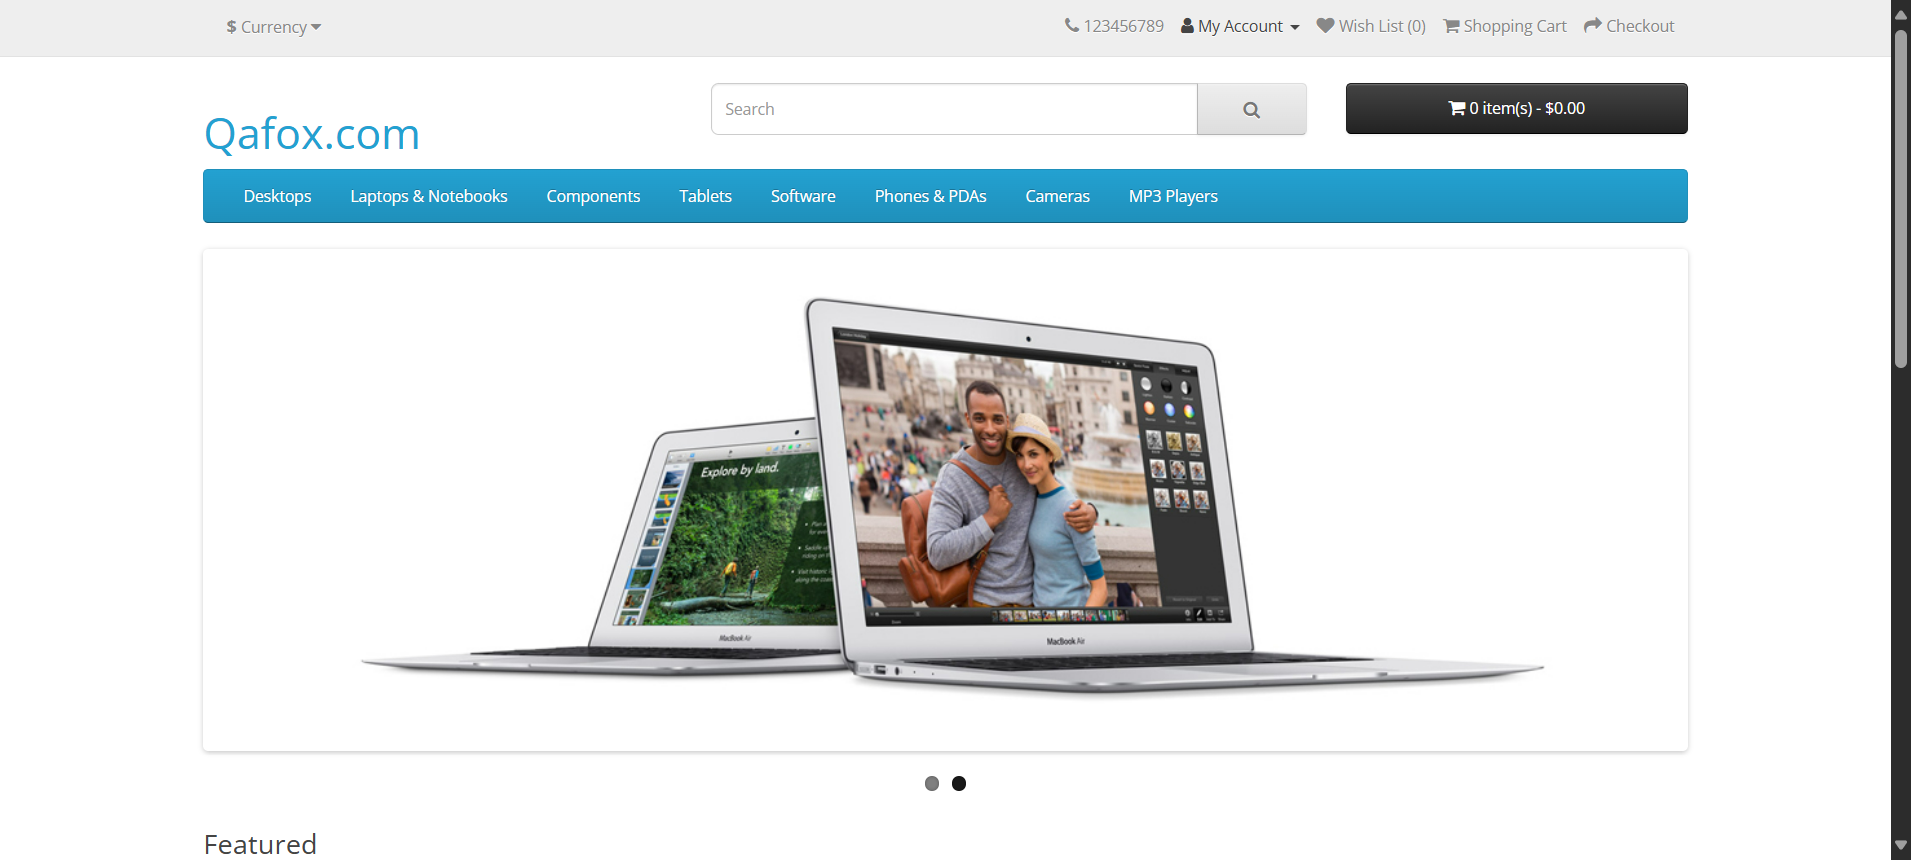 $ Currency
123456789 My Account Wish List (0) Shopping Cart Checkout
Qafox.com
Search
0 item(s) - $0.00
Desktops Laptops & Notebooks Components Tablets Software Phones & PDAs Cameras MP3 Players
Explore by land.
MacBook Air
MacBook Air
Featured